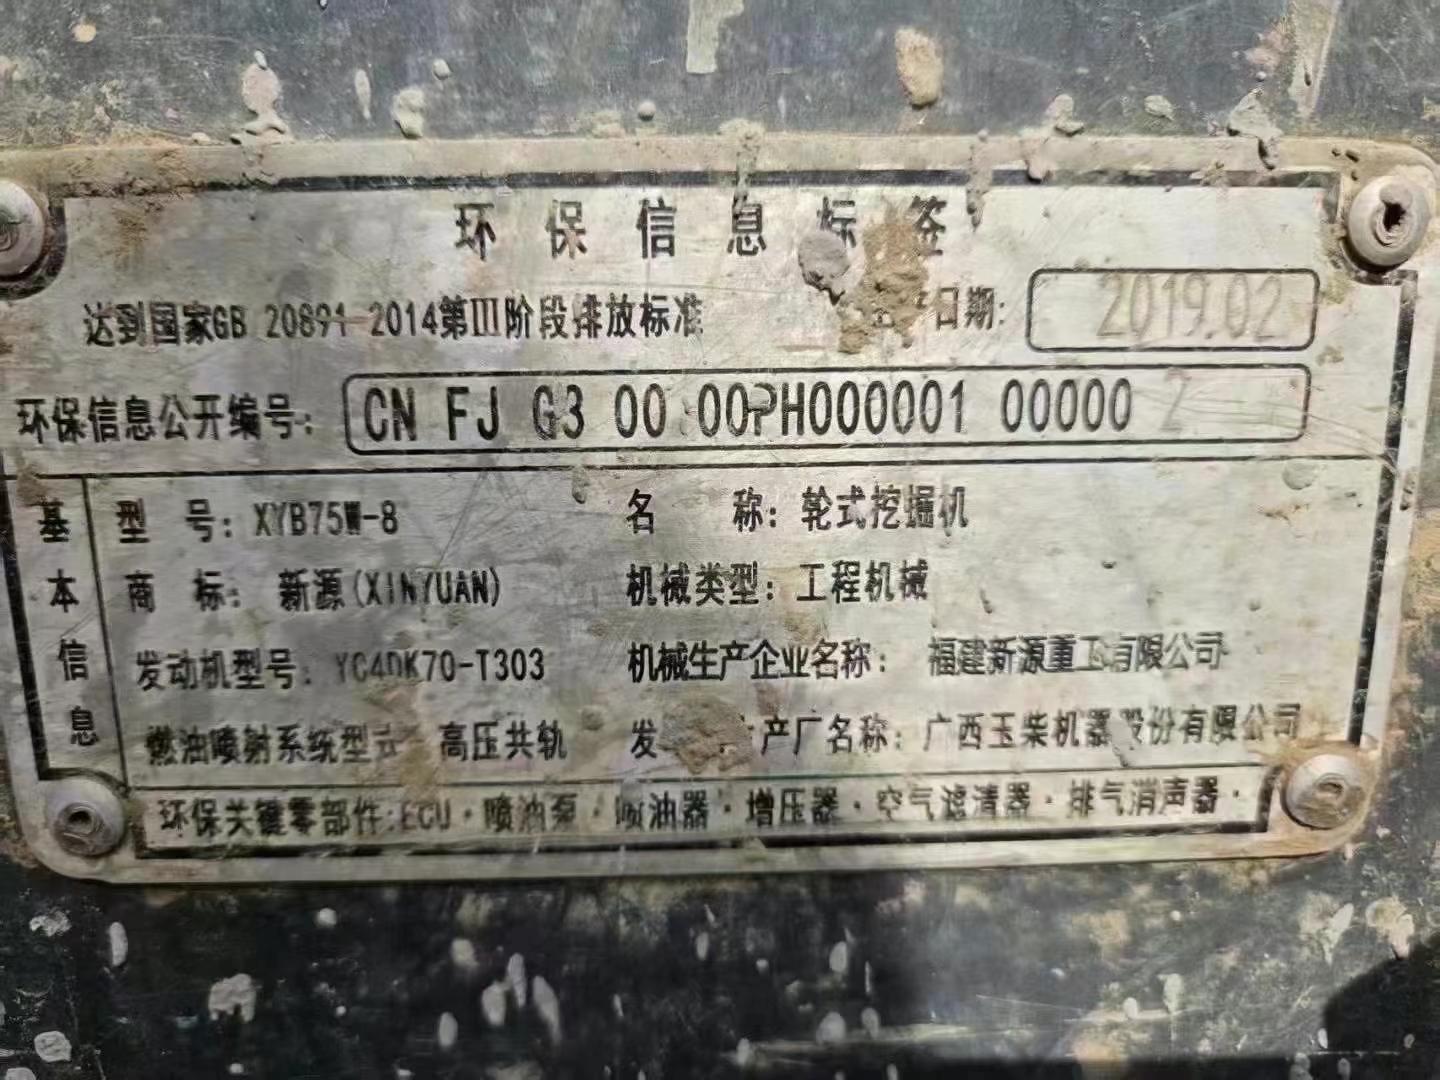 环保信息标签
达到国家GB 20891-2014第III阶段排放标准 日期: 2019.02
环保信息公开编号: CN FJ G3 00 00 PH000001 00000 2
基本信息
型号: XYB75W-8 名称: 轮式挖掘机
商标: 新源(XINYUAN) 机械类型: 工程机械
发动机型号: YC4DK70-T303 机械生产企业名称: 福建新源重工有限公司
燃油喷射系统型式 高压共轨 发 产厂名称: 广西玉柴机器股份有限公司
环保关键零部件:ECU·喷油泵·喷油器·增压器·空气滤清器·排气消声器·